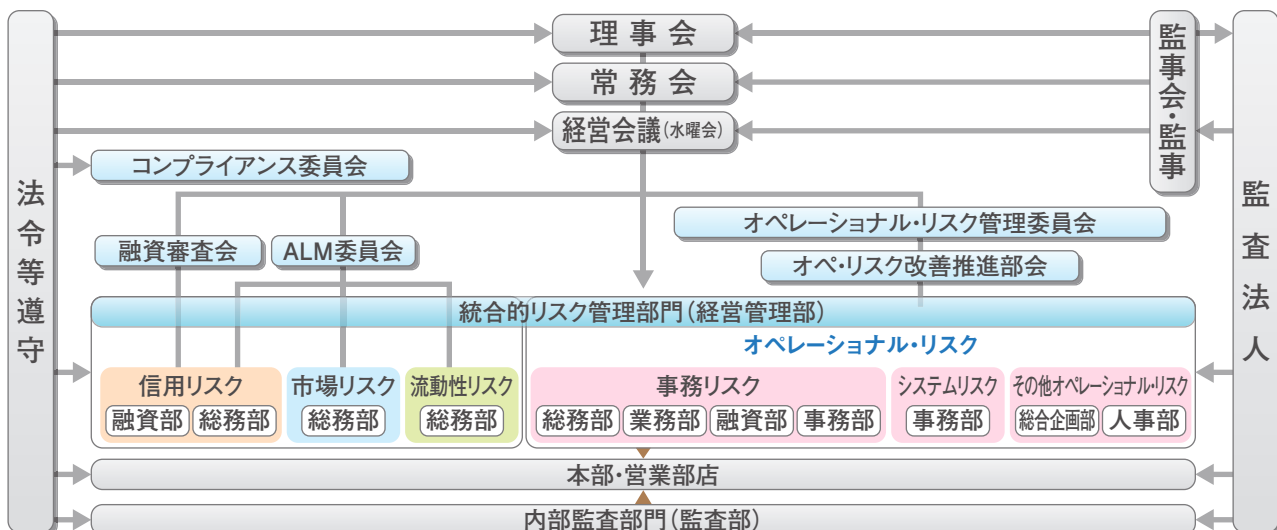 法令等遵守
理事会
常務会
経営会議(水曜会)
監事会・監事
監査法人
コンプライアンス委員会
融資審査会
ALM委員会
オペレーショナル・リスク管理委員会
オペ・リスク改善推進部会
統合的リスク管理部門(経営管理部)
オペレーショナル・リスク
信用リスク
融資部 総務部
市場リスク
総務部
流動性リスク
総務部
事務リスク
総務部 業務部 融資部 事務部
システムリスク
事務部
その他オペレーショナル・リスク
総合企画部 人事部
本部・営業部店
内部監査部門(監査部)